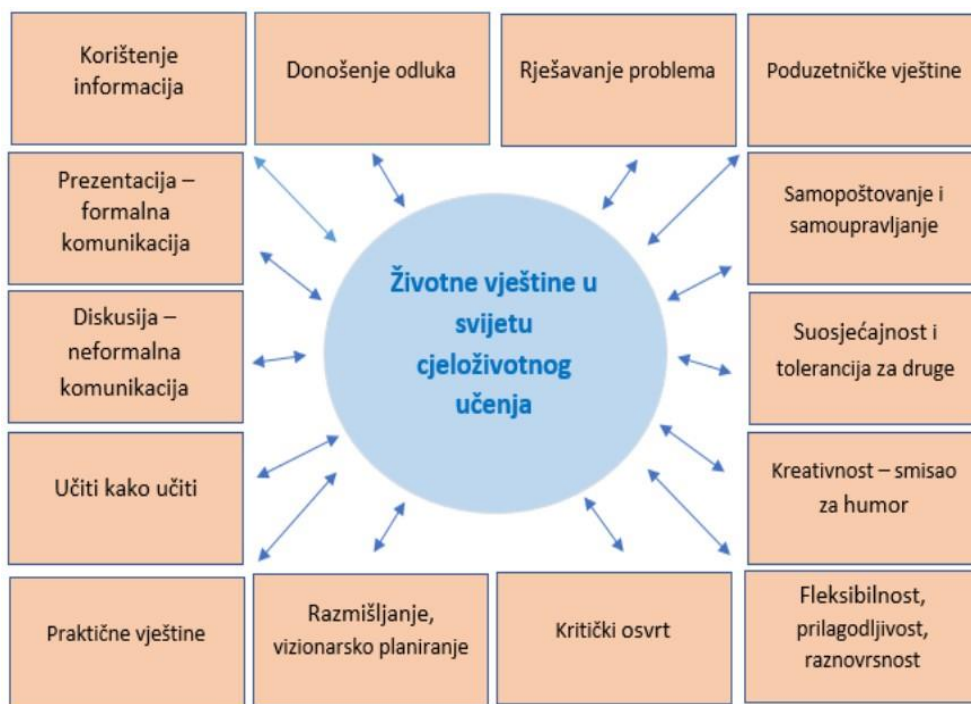 Korištenje
informacija
Donošenje odluka
Rješavanje problema
Poduzetničke vještine
Prezentacija –
formalna
komunikacija
Samopoštovanje i
samoupravljanje
Životne vještine u
svijetu
cjeloživotnog
učenja
Diskusija –
neformalna
komunikacija
Suosjećajnost i
tolerancija za druge
Učiti kako učiti
Kreativnost – smisao
za humor
Praktične vještine
Razmišljanje,
vizionarsko planiranje
Kritički osvrt
Fleksibilnost,
prilagodljivost,
raznovrsnost